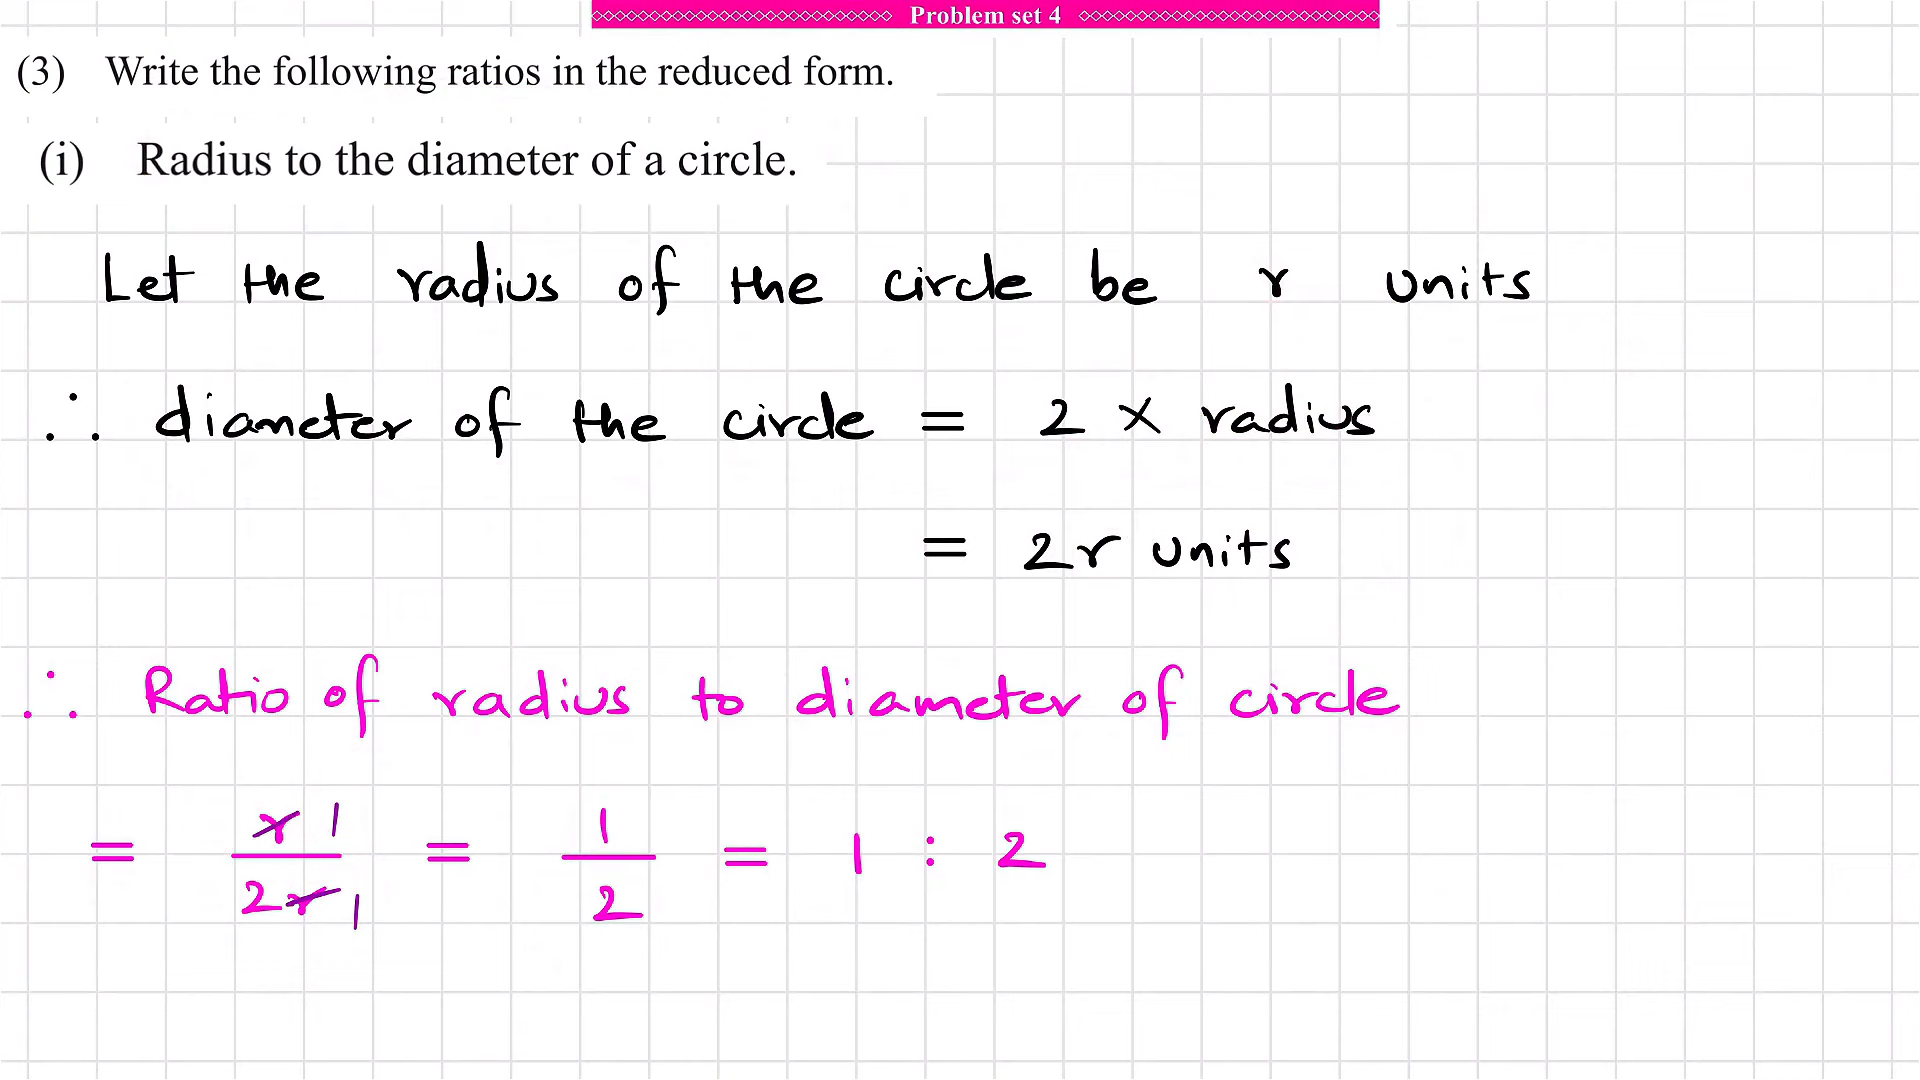 Problem set 4
(3) Write the following ratios in the reduced form.
(i) Radius to the diameter of a circle.
Let the radius of the circle be r units
∴ diameter of the circle = 2 × radius
= 2r units
∴ Ratio of radius to diameter of circle
= r 1 / 2r 1 = 1/2 = 1 : 2